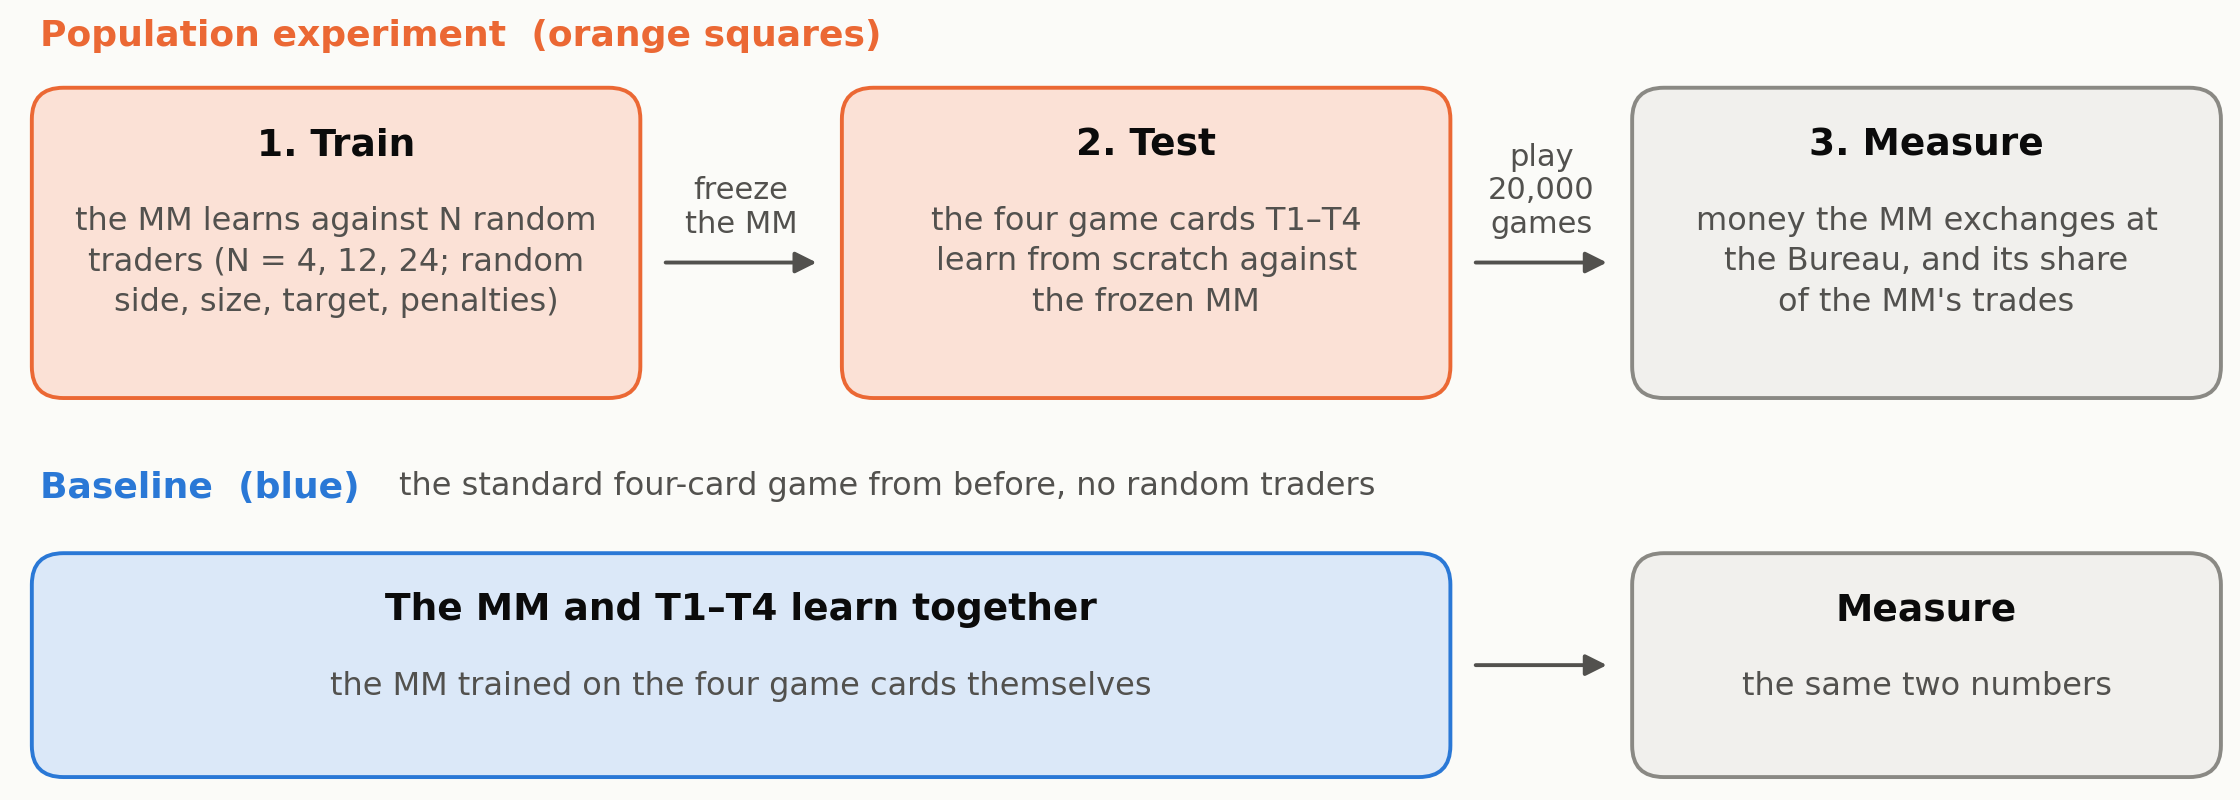 Population experiment (orange squares)
1. Train
the MM learns against N random
traders (N = 4, 12, 24; random
side, size, target, penalties)
freeze
the MM
2. Test
the four game cards T1–T4
learn from scratch against
the frozen MM
play
20,000
games
3. Measure
money the MM exchanges at
the Bureau, and its share
of the MM's trades
Baseline (blue) the standard four-card game from before, no random traders
The MM and T1–T4 learn together
the MM trained on the four game cards themselves
Measure
the same two numbers